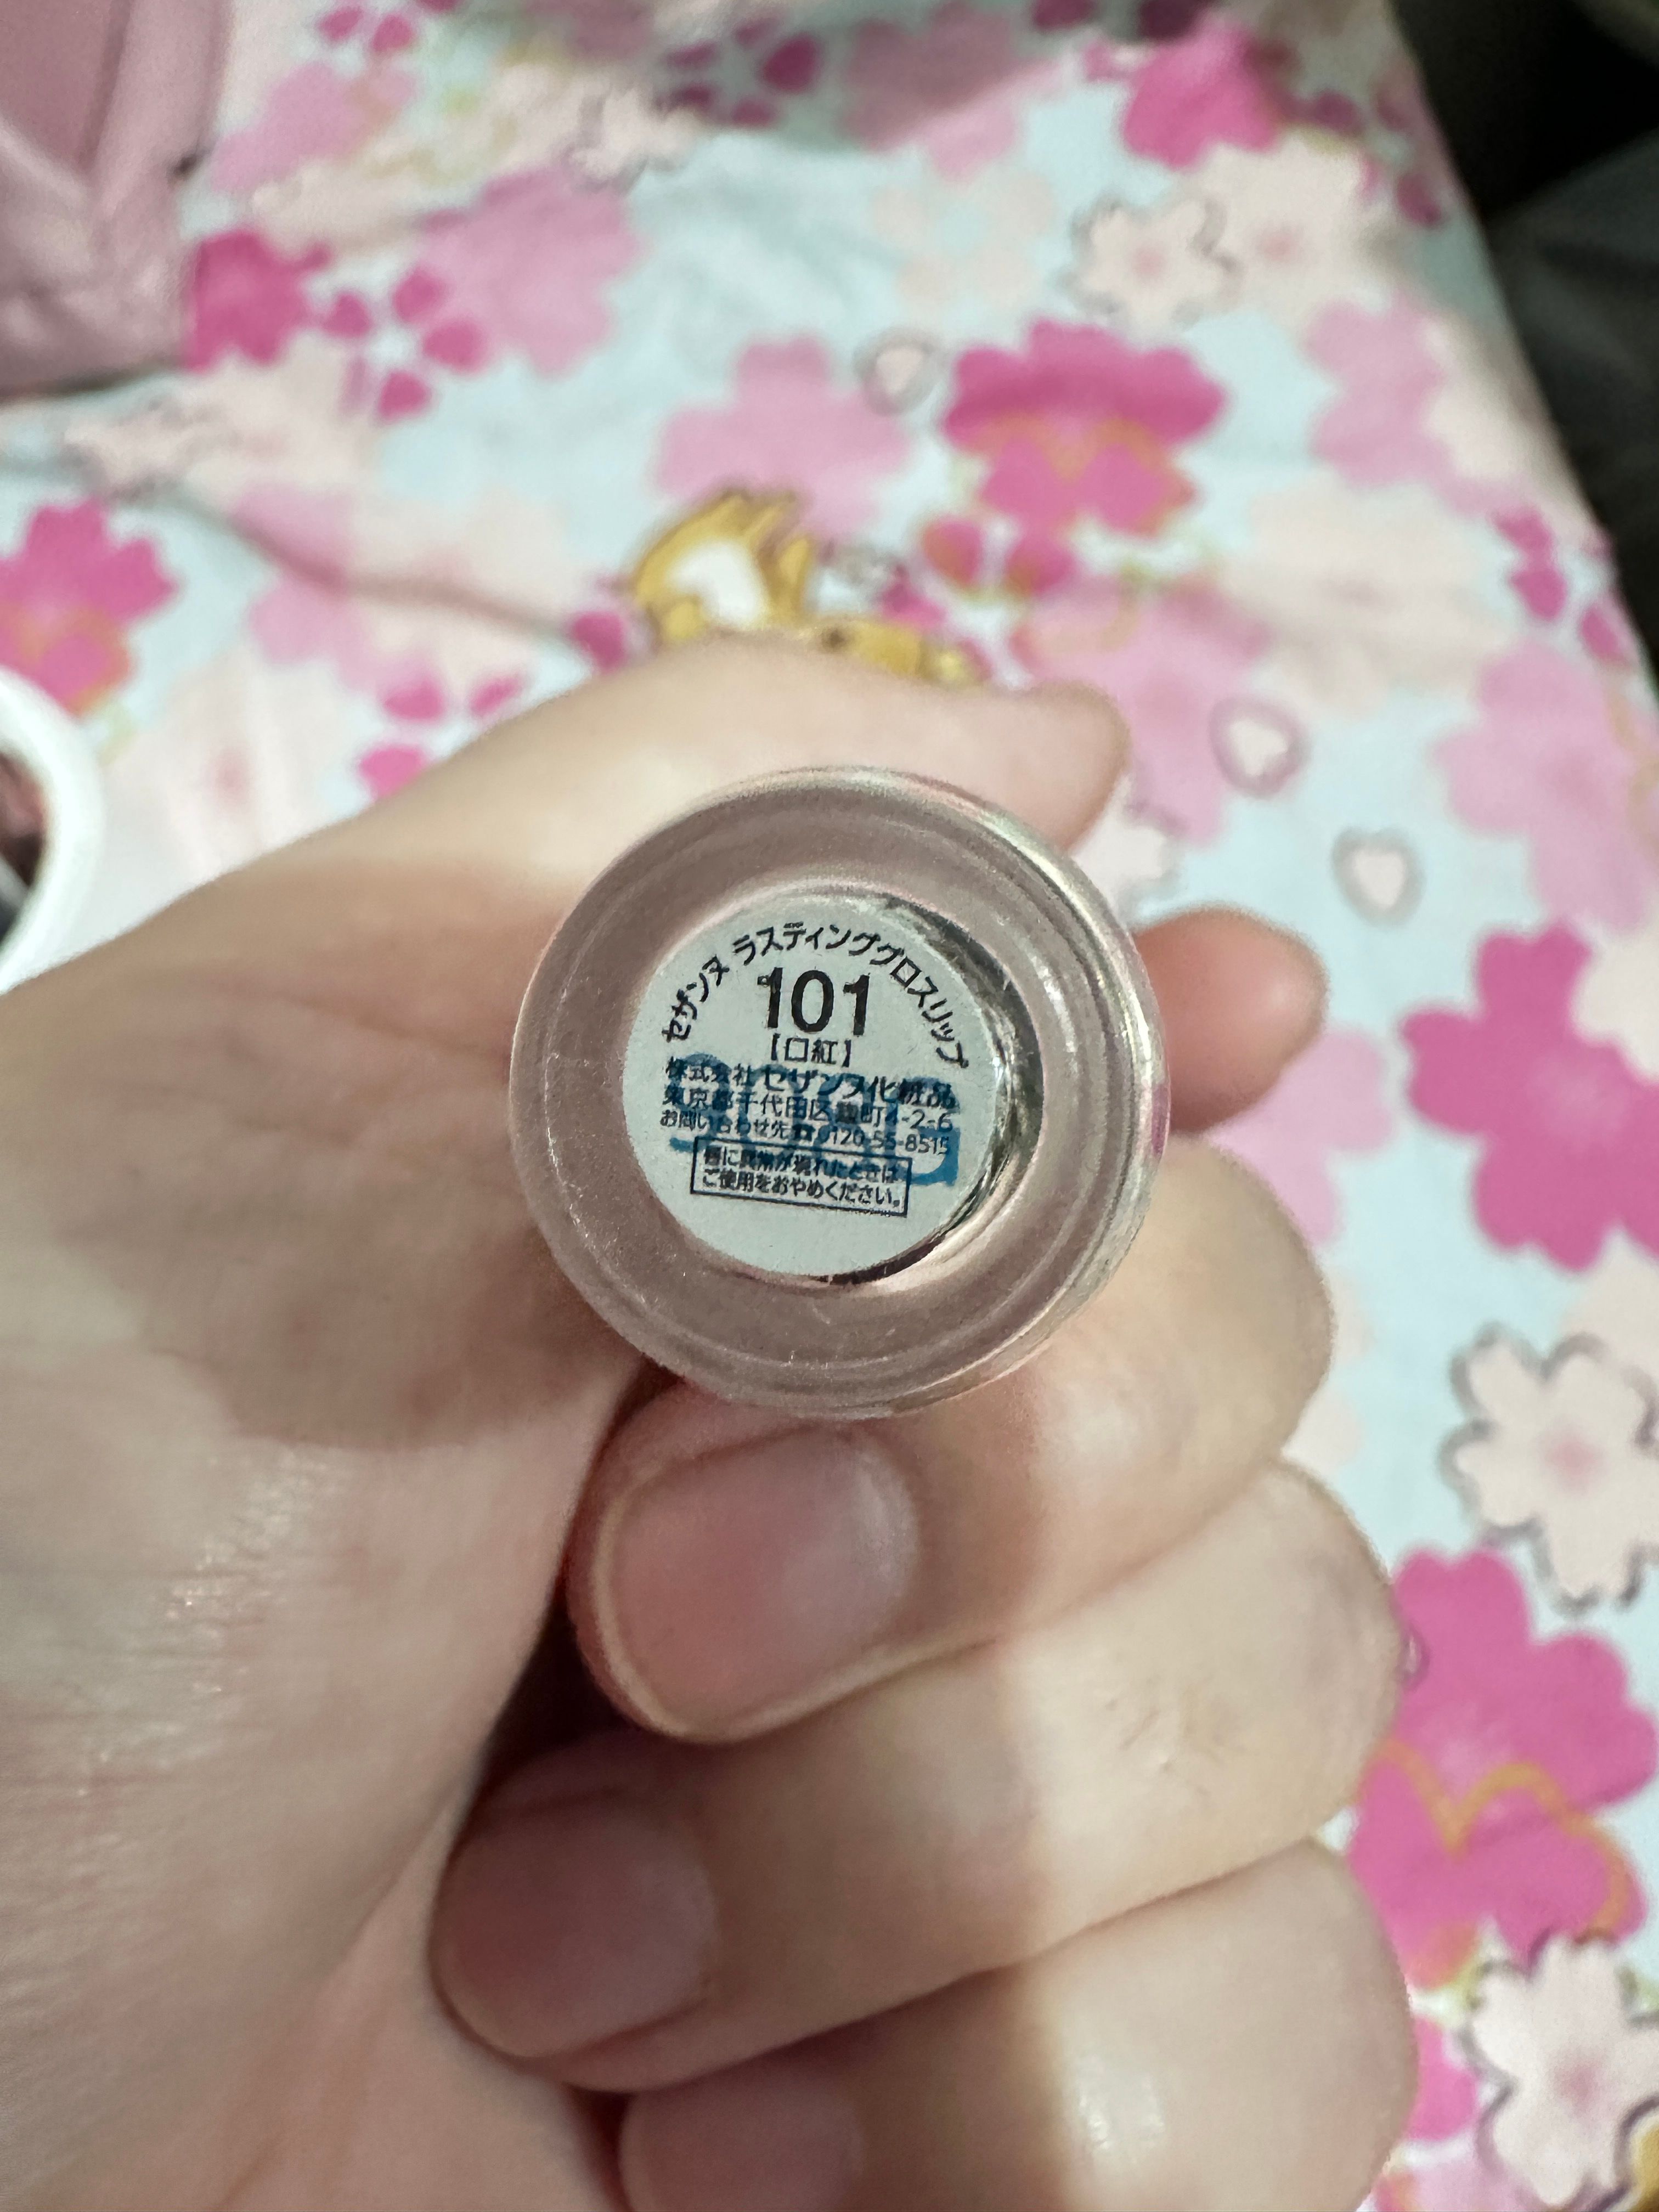 セザンヌ ラスティンググロスリップ
101
【口紅】
株式会社 セザンヌ化粧品
東京都千代田区麹町4-2-6
お問い合わせ先☎0120-55-8515
唇に異常が現れたときは、
ご使用をおやめください。